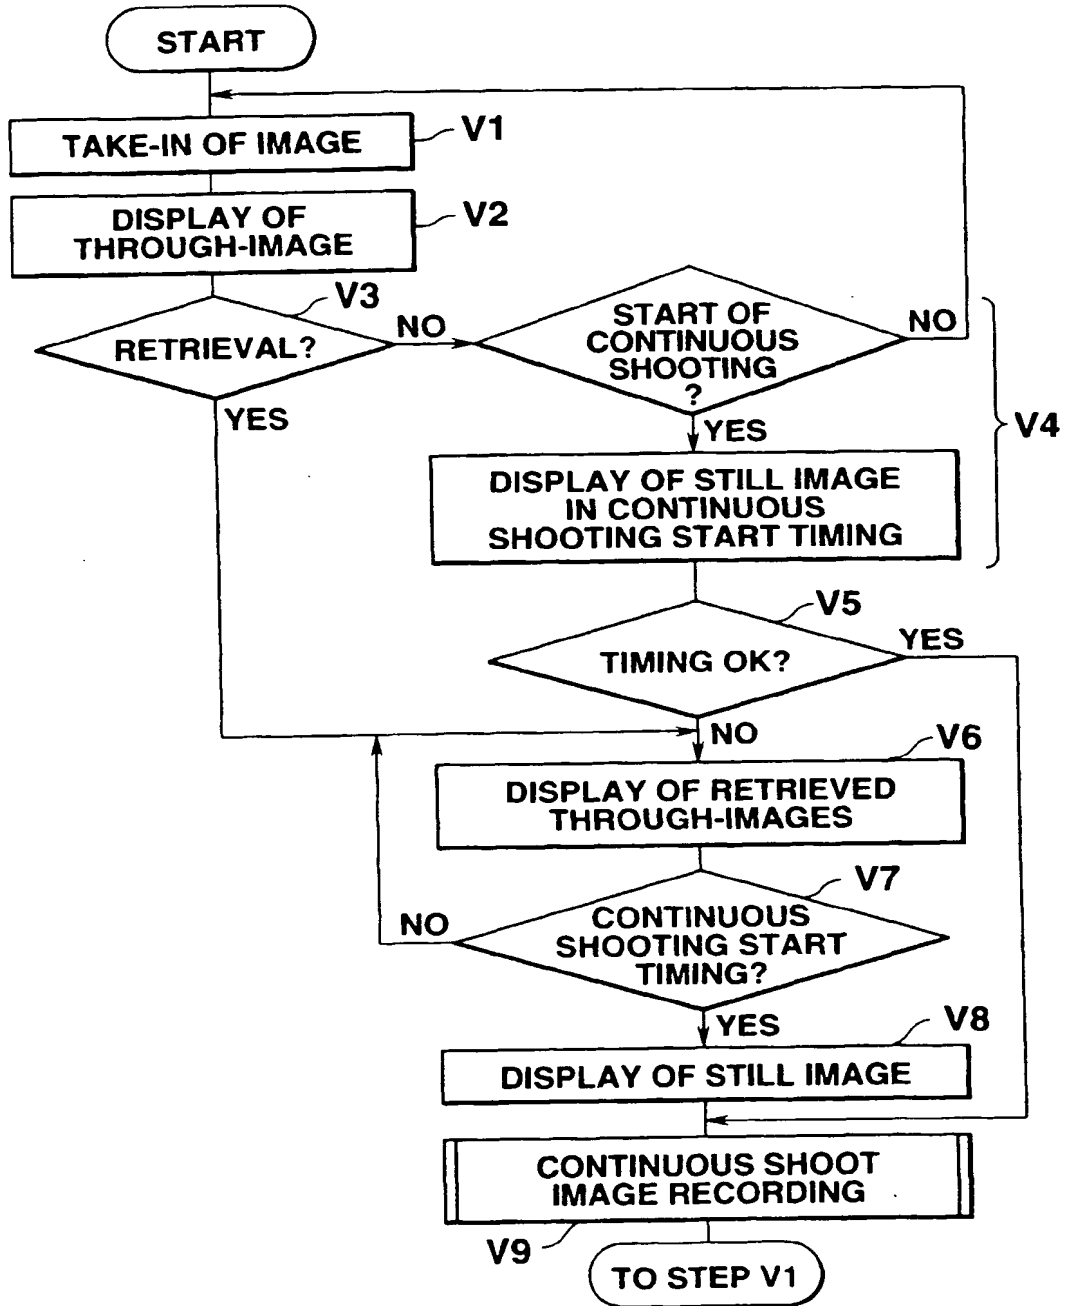 START
TAKE-IN OF IMAGE
V1
DISPLAY OF
THROUGH-IMAGE
V2
V3
RETRIEVAL?
NO
YES
START OF
CONTINUOUS
SHOOTING
?
NO
YES
V4
DISPLAY OF STILL IMAGE
IN CONTINUOUS
SHOOTING START TIMING
V5
TIMING OK?
YES
NO
V6
DISPLAY OF RETRIEVED
THROUGH-IMAGES
V7
CONTINUOUS
SHOOTING START
TIMING?
NO
YES
V8
DISPLAY OF STILL IMAGE
CONTINUOUS SHOOT
IMAGE RECORDING
V9
TO STEP V1